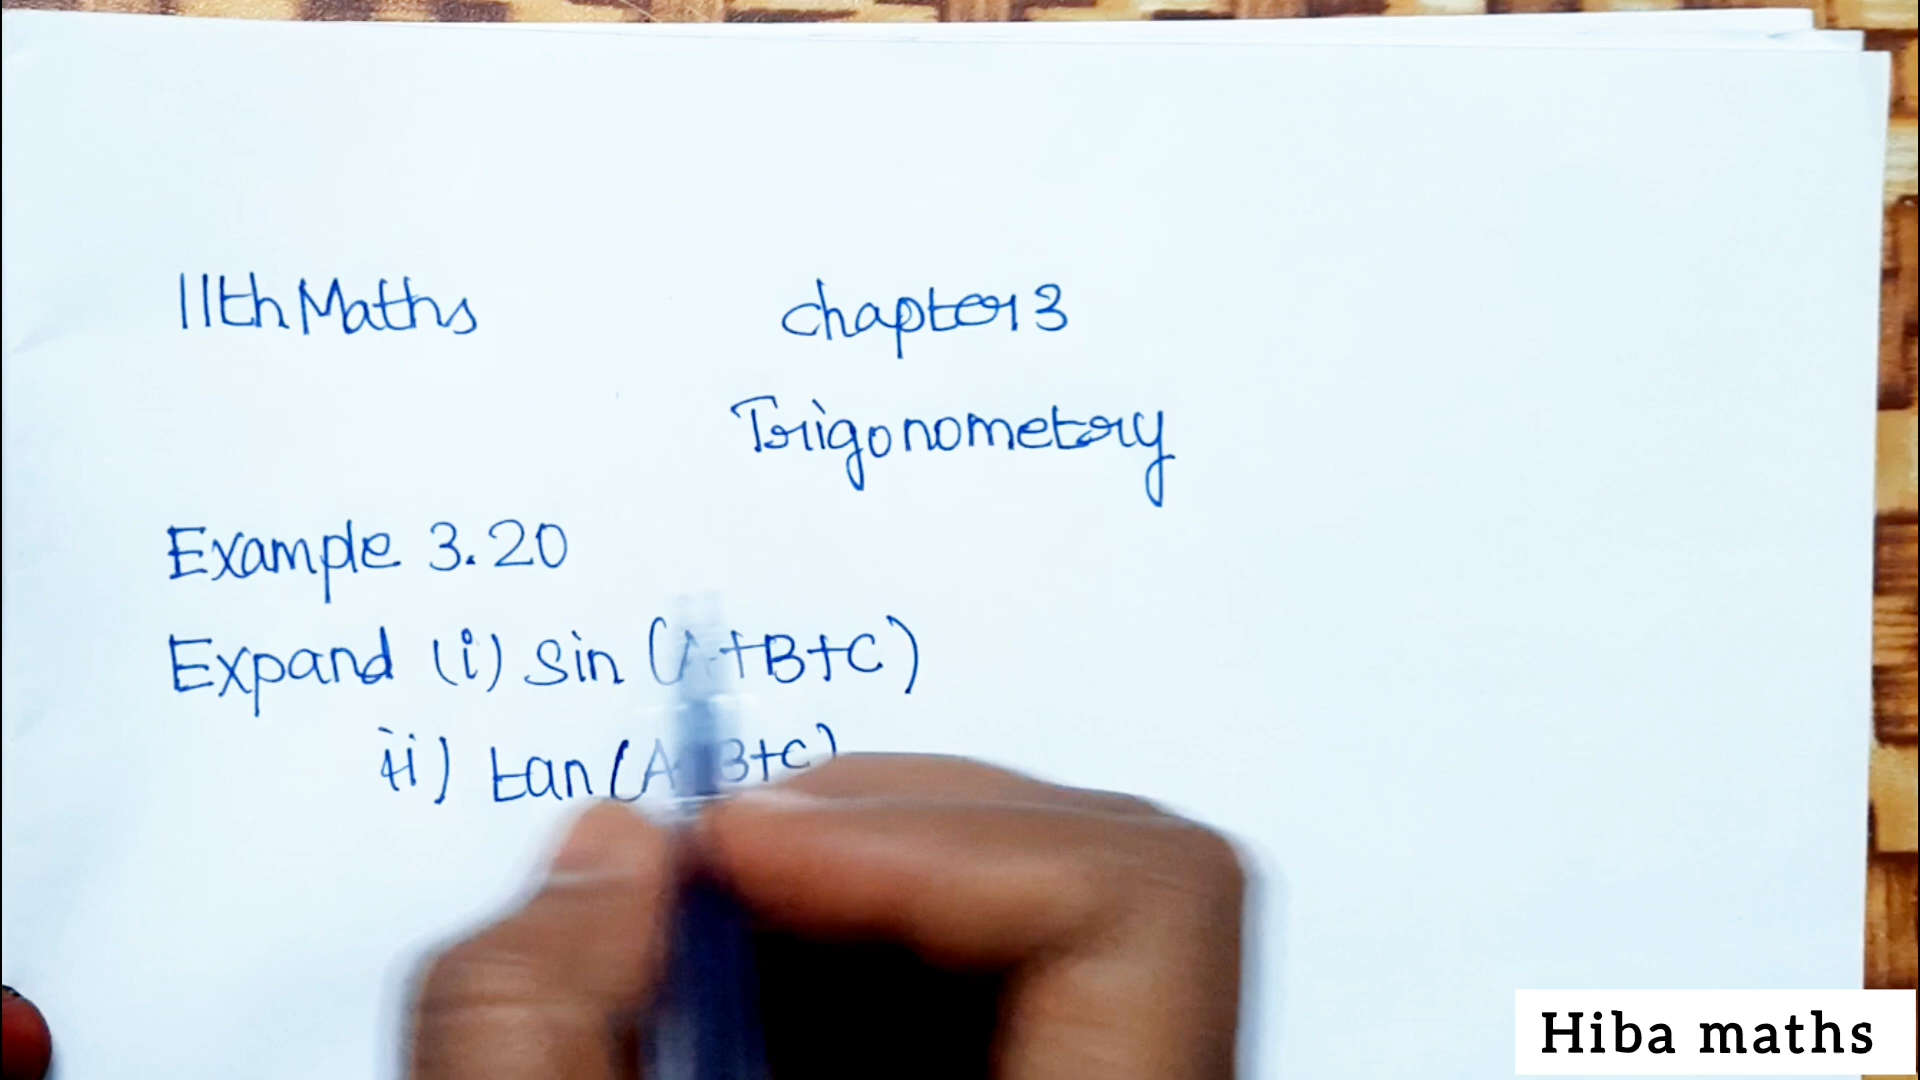 11th Maths chapter 3
Trigonometry
Example 3.20
Expand (i) sin (A+B+C)
ii) tan (A+B+C)
Hiba maths